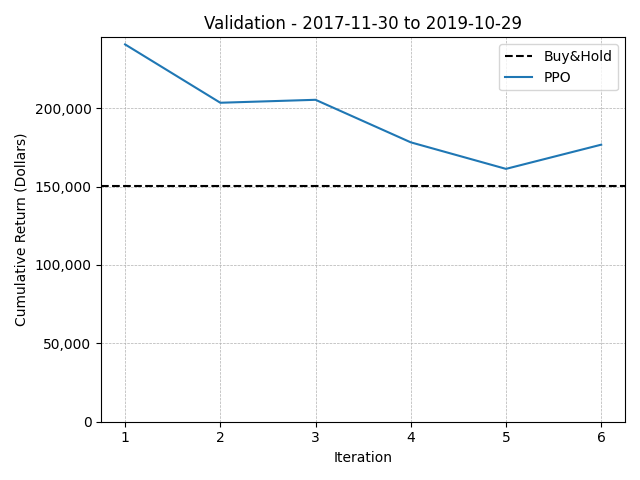 Validation - 2017-11-30 to 2019-10-29
Buy&Hold
PPO
Cumulative Return (Dollars)
200,000
150,000
100,000
50,000
0
1 2 3 4 5 6
Iteration